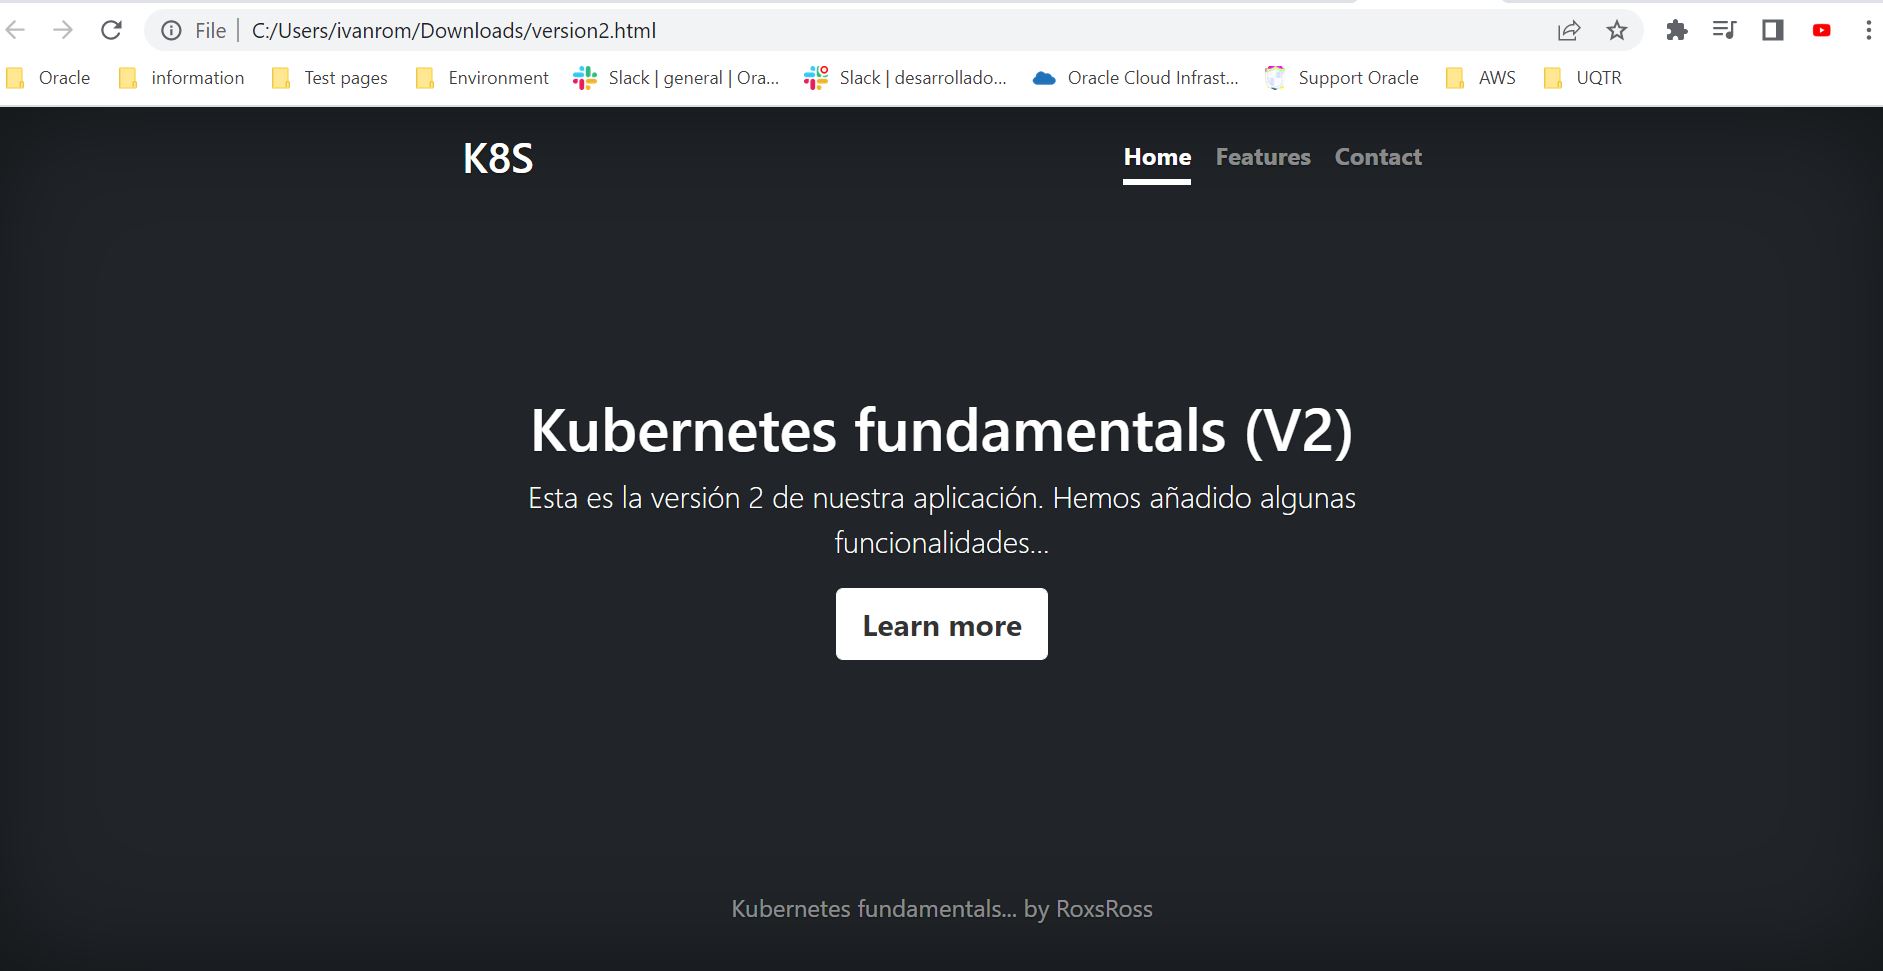 File | C:/Users/ivanrom/Downloads/version2.html
Oracle information Test pages Environment Slack | general | Ora... Slack | desarrollado... Oracle Cloud Infrast... Support Oracle AWS UQTR
K8S Home Features Contact
Kubernetes fundamentals (V2)
Esta es la versión 2 de nuestra aplicación. Hemos añadido algunas
funcionalidades...
Learn more
Kubernetes fundamentals... by RoxsRoss